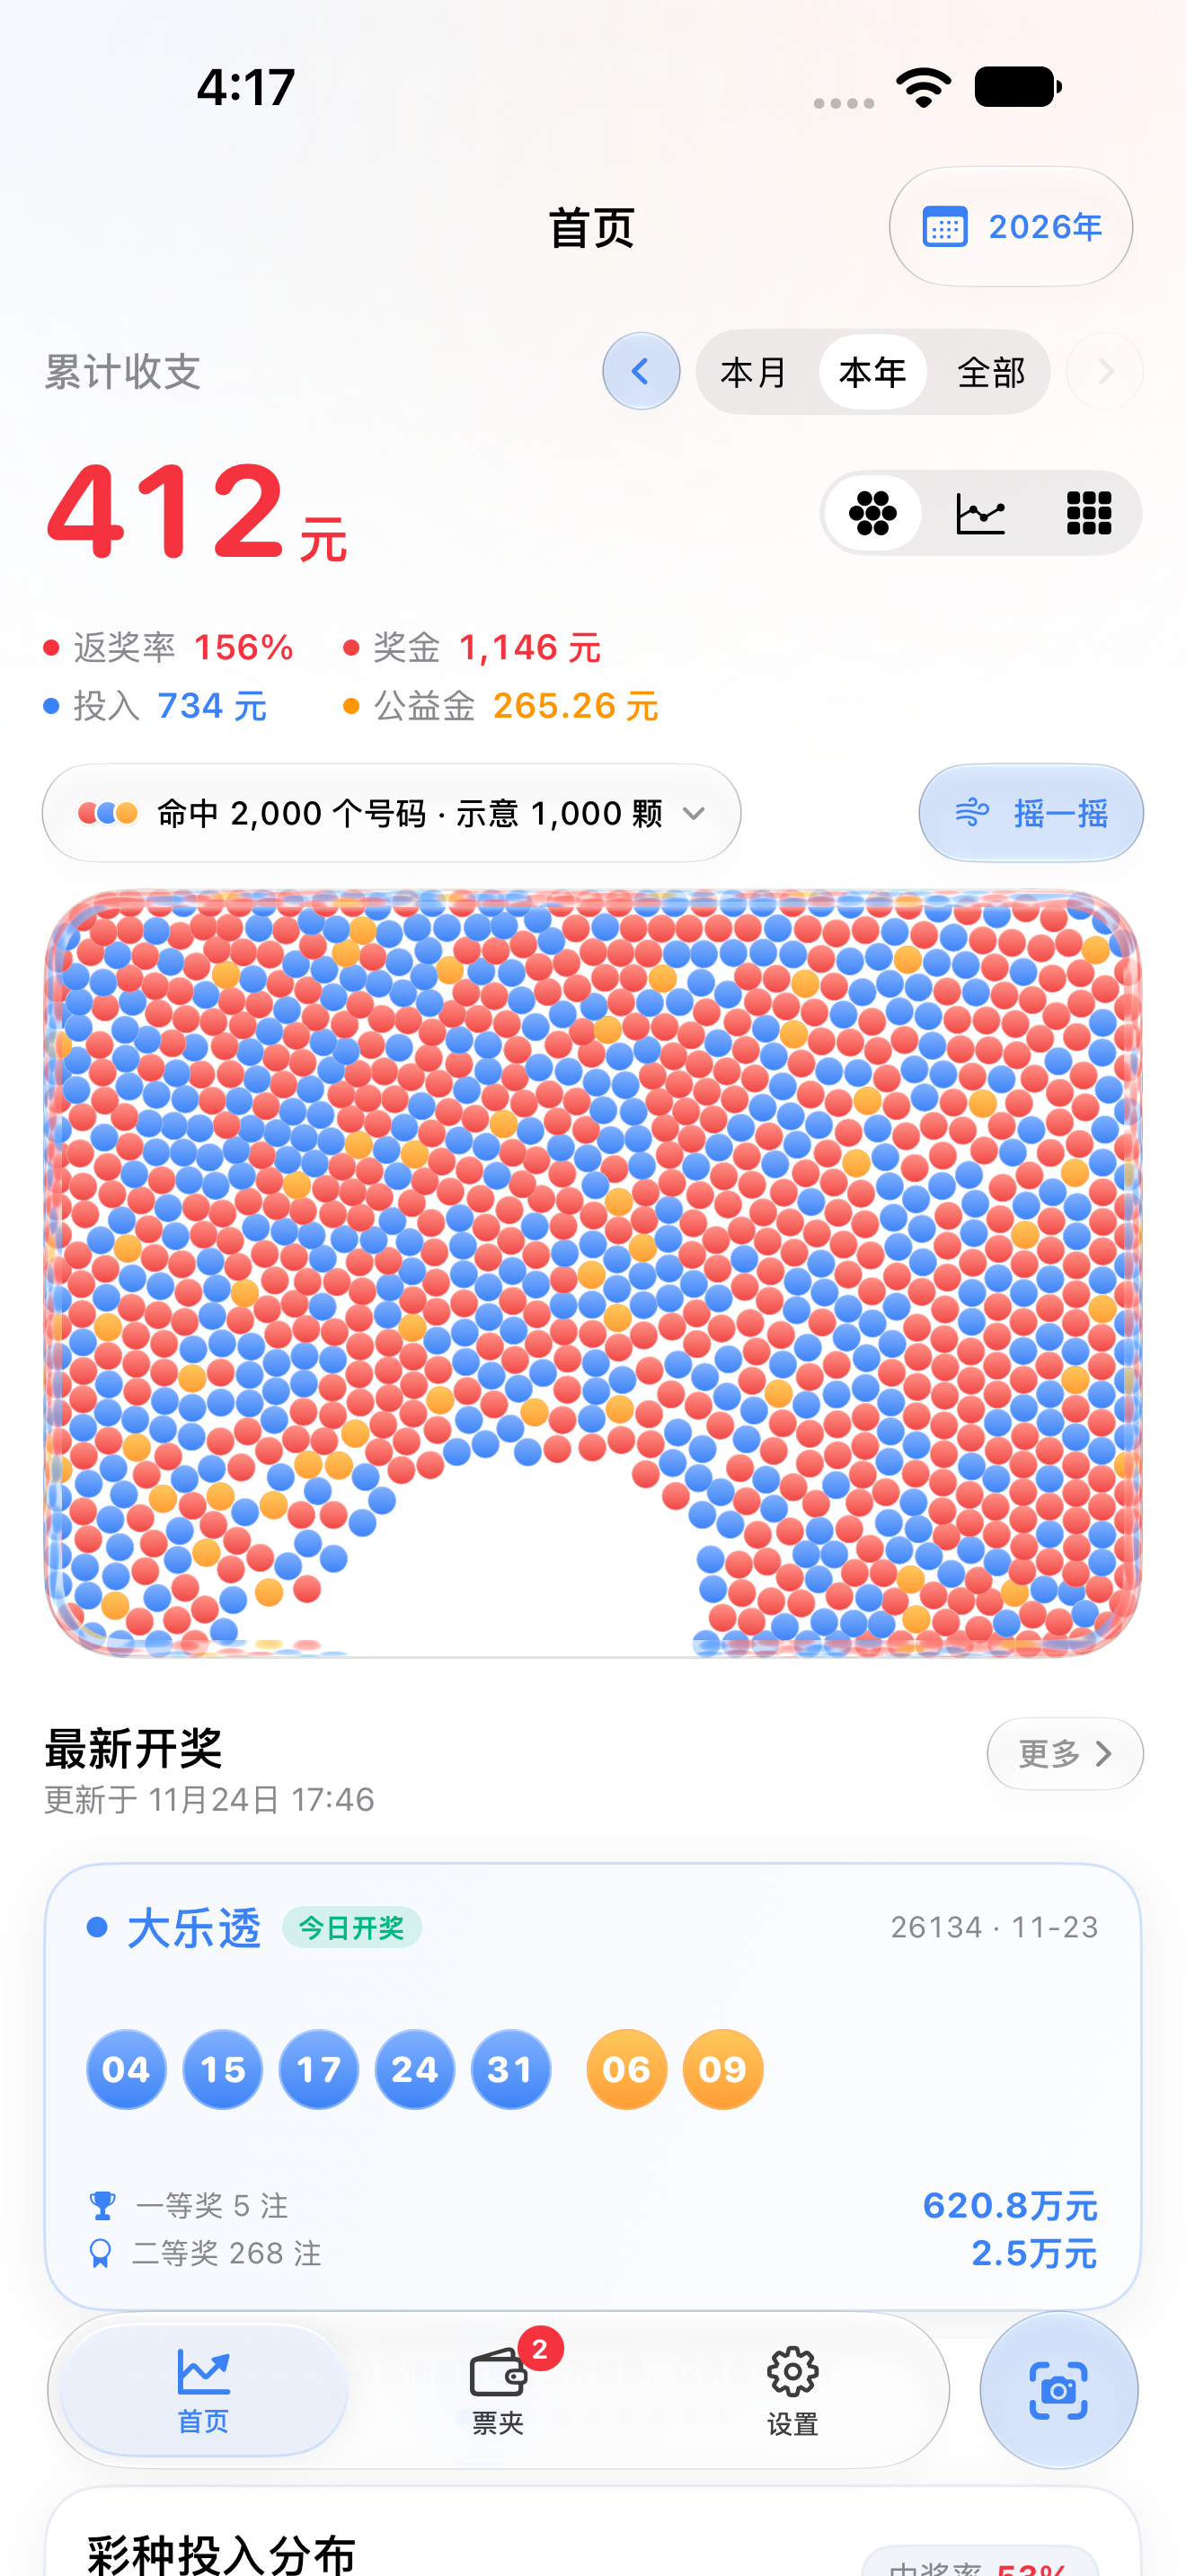 4:17
首页
2026年
累计收支
本月 本年 全部
412 元
返奖率 156% 奖金 1,146 元
投入 734 元 公益金 265.26 元
命中 2,000 个号码 · 示意 1,000 颗
摇一摇
最新开奖
更多
更新于 11月24日 17:46
大乐透 今日开奖 26134 · 11-23
04 15 17 24 31 06 09
一等奖 5 注 620.8万元
二等奖 268 注 2.5万元
2
首页 票夹 设置
彩种投入分布
中奖率 53%